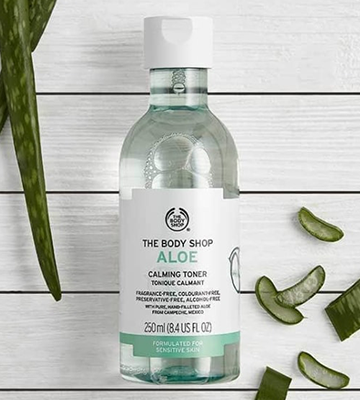 THE
BODY
SHOP
THE BODY SHOP
ALOE
CALMING TONER
TONIQUE CALMANT
FRAGRANCE-FREE, COLOURANT-FREE,
PRESERVATIVE-FREE, ALCOHOL-FREE
WITH PURE, HAND-FILLETED ALOE
FROM CAMPECHE, MEXICO
250ml (8.4 US FL OZ)
FORMULATED FOR
SENSITIVE SKIN